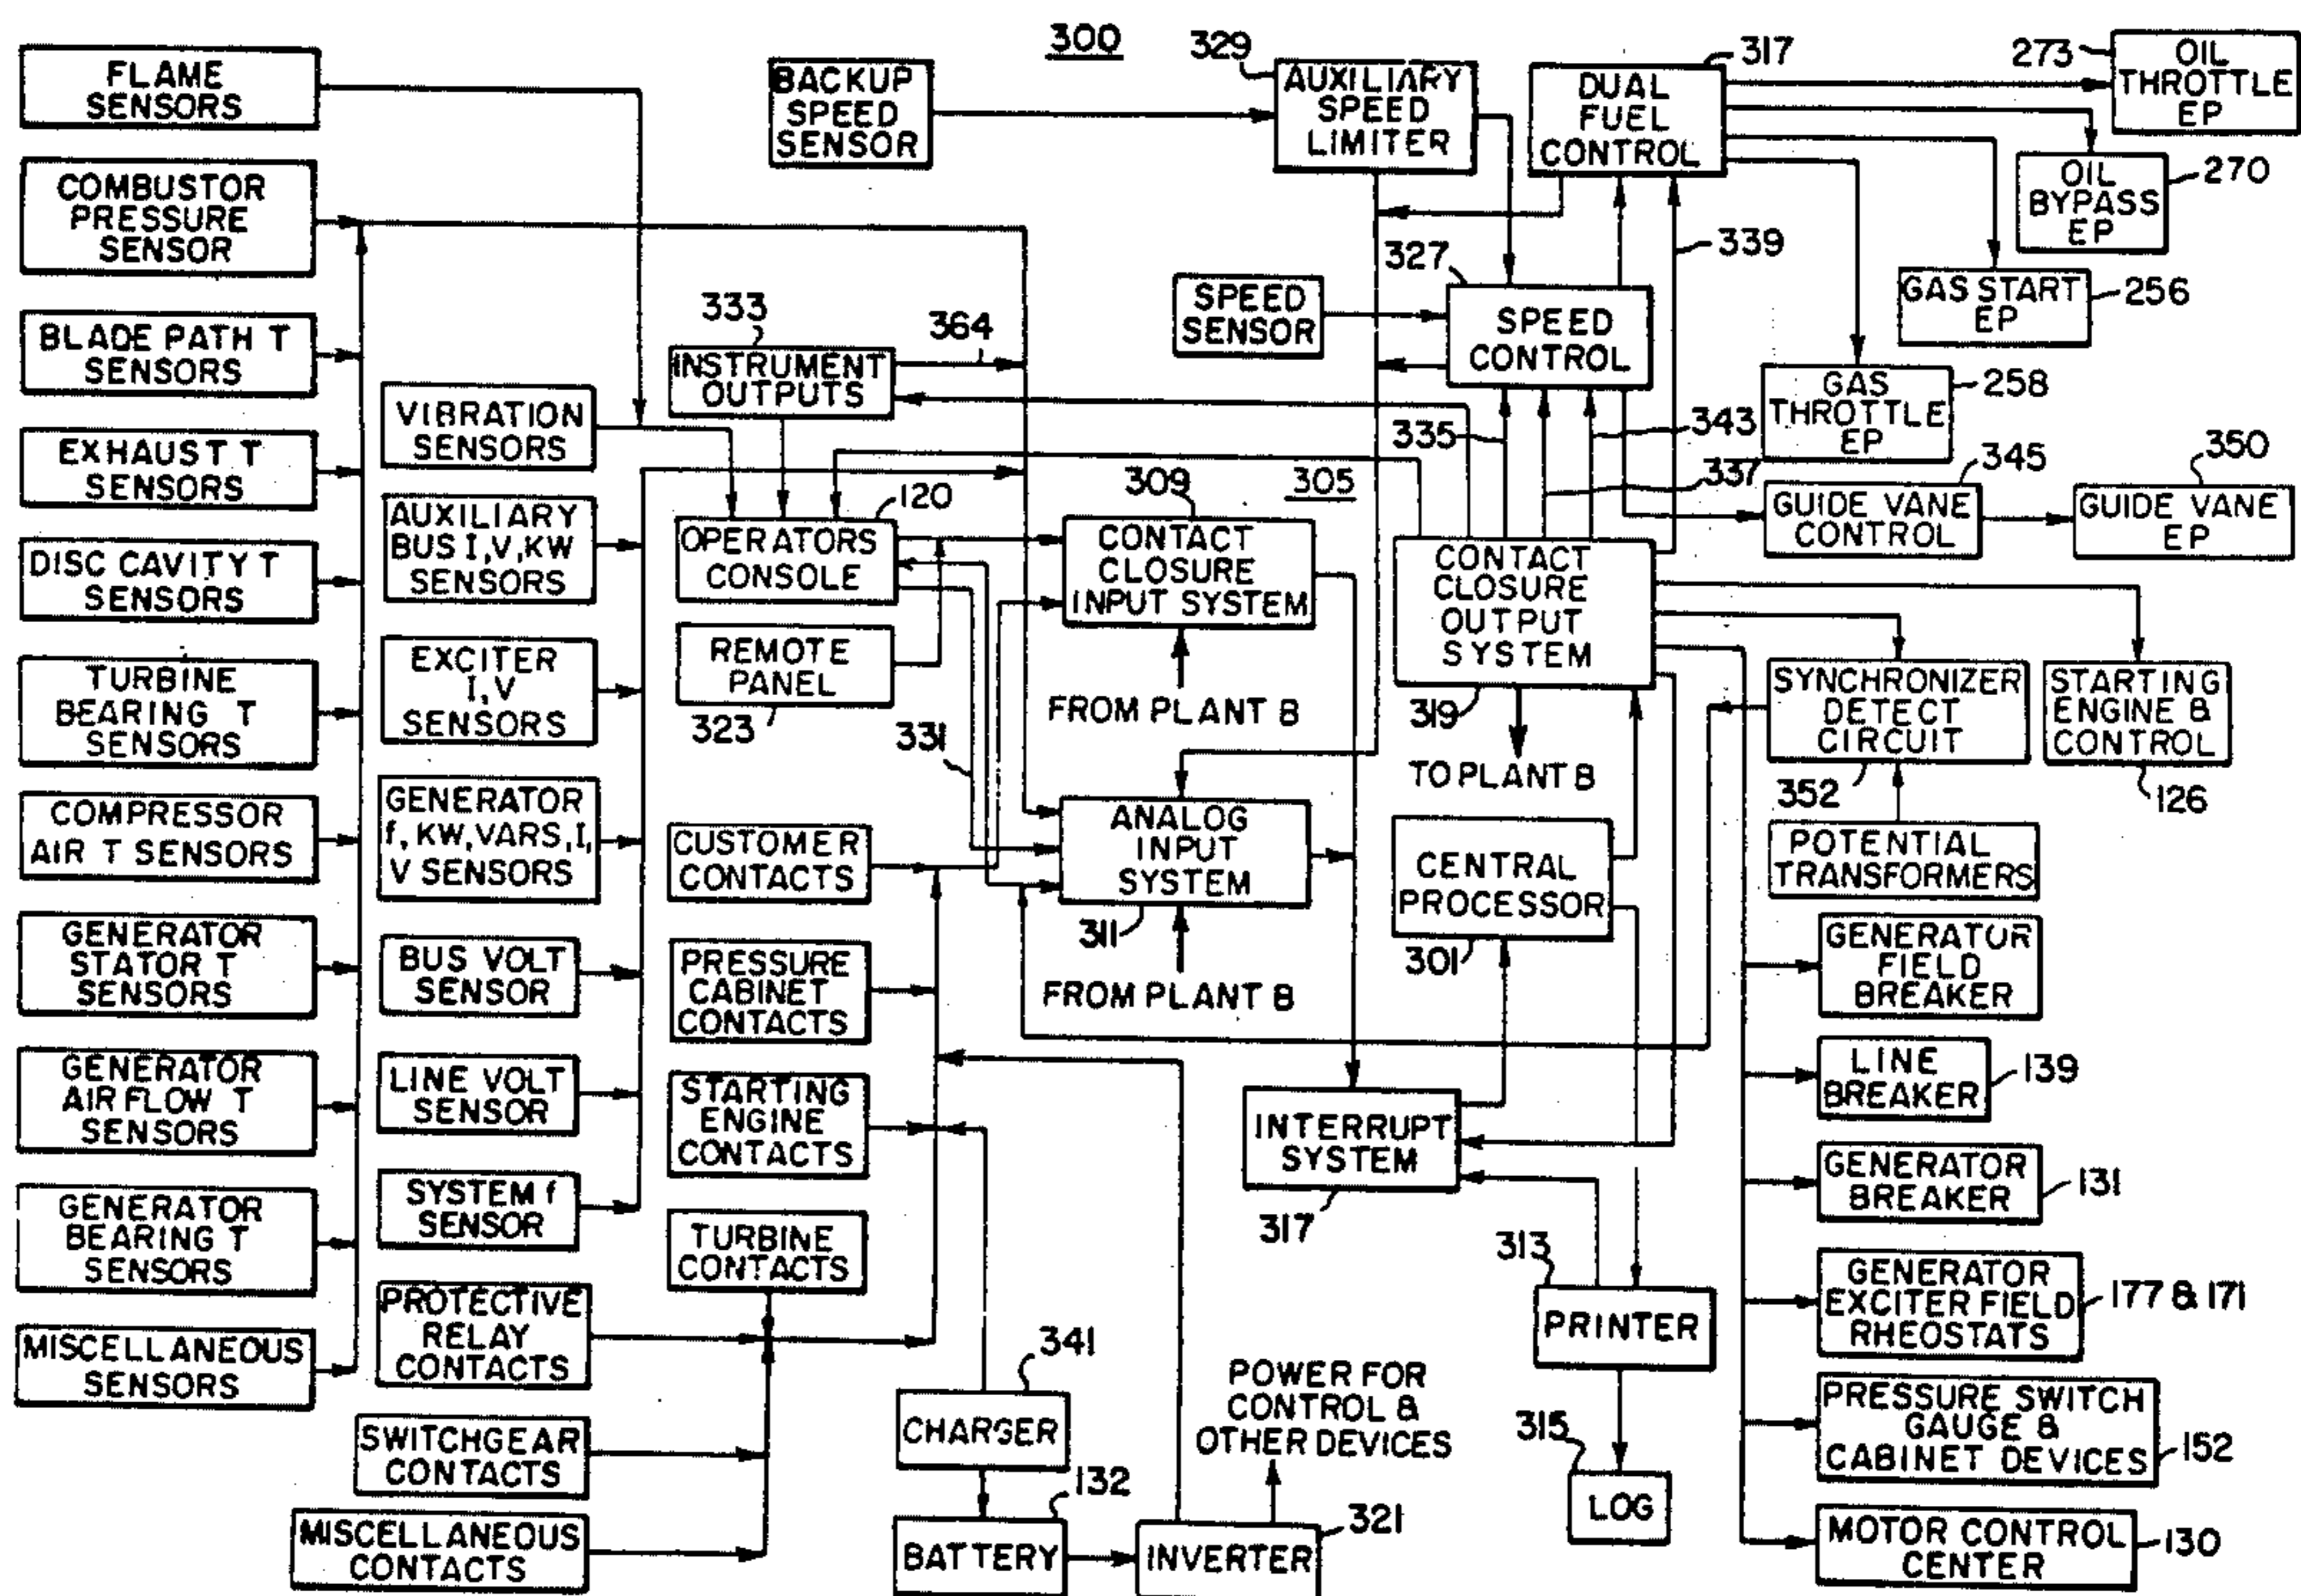 300
FLAME
SENSORS
COMBUSTOR
PRESSURE
SENSOR
BLADE PATH T
SENSORS
EXHAUST T
SENSORS
DISC CAVITY T
SENSORS
TURBINE
BEARING T
SENSORS
COMPRESSOR
AIR T SENSORS
GENERATOR
STATOR T
SENSORS
GENERATOR
AIR FLOW T
SENSORS
GENERATOR
BEARING T
SENSORS
MISCELLANEOUS
SENSORS
VIBRATION
SENSORS
AUXILIARY
BUS I,V,KW
SENSORS
EXCITER
I,V
SENSORS
GENERATOR
f,KW,VARS,I,
V SENSORS
BUS VOLT
SENSOR
LINE VOLT
SENSOR
SYSTEM f
SENSOR
PROTECTIVE
RELAY
CONTACTS
SWITCHGEAR
CONTACTS
MISCELLANEOUS
CONTACTS
BACKUP
SPEED
SENSOR
333
INSTRUMENT
OUTPUTS
364
120
OPERATORS
CONSOLE
REMOTE
PANEL
323
331
CUSTOMER
CONTACTS
PRESSURE
CABINET
CONTACTS
STARTING
ENGINE
CONTACTS
TURBINE
CONTACTS
341
CHARGER
132
BATTERY
321
INVERTER
POWER FOR
CONTROL &
OTHER DEVICES
329
AUXILIARY
SPEED
LIMITER
SPEED
SENSOR
327
SPEED
CONTROL
317
DUAL
FUEL
CONTROL
339
335
337
343
305
309
CONTACT
CLOSURE
INPUT SYSTEM
FROM PLANT B
ANALOG
INPUT
SYSTEM
311
FROM PLANT B
CONTACT
CLOSURE
OUTPUT
SYSTEM
319
TO PLANT B
CENTRAL
PROCESSOR
301
INTERRUPT
SYSTEM
317
313
PRINTER
315
LOG
273
OIL
THROTTLE
EP
OIL
BYPASS
EP
270
GAS START
EP
256
GAS
THROTTLE
EP
258
345
GUIDE VANE
CONTROL
350
GUIDE VANE
EP
SYNCHRONIZER
DETECT
CIRCUIT
352
STARTING
ENGINE &
CONTROL
126
POTENTIAL
TRANSFORMERS
GENERATOR
FIELD
BREAKER
LINE
BREAKER
139
GENERATOR
BREAKER
131
GENERATOR
EXCITER FIELD
RHEOSTATS
177 & 171
PRESSURE SWITCH
GAUGE &
CABINET DEVICES
152
MOTOR CONTROL
CENTER
130